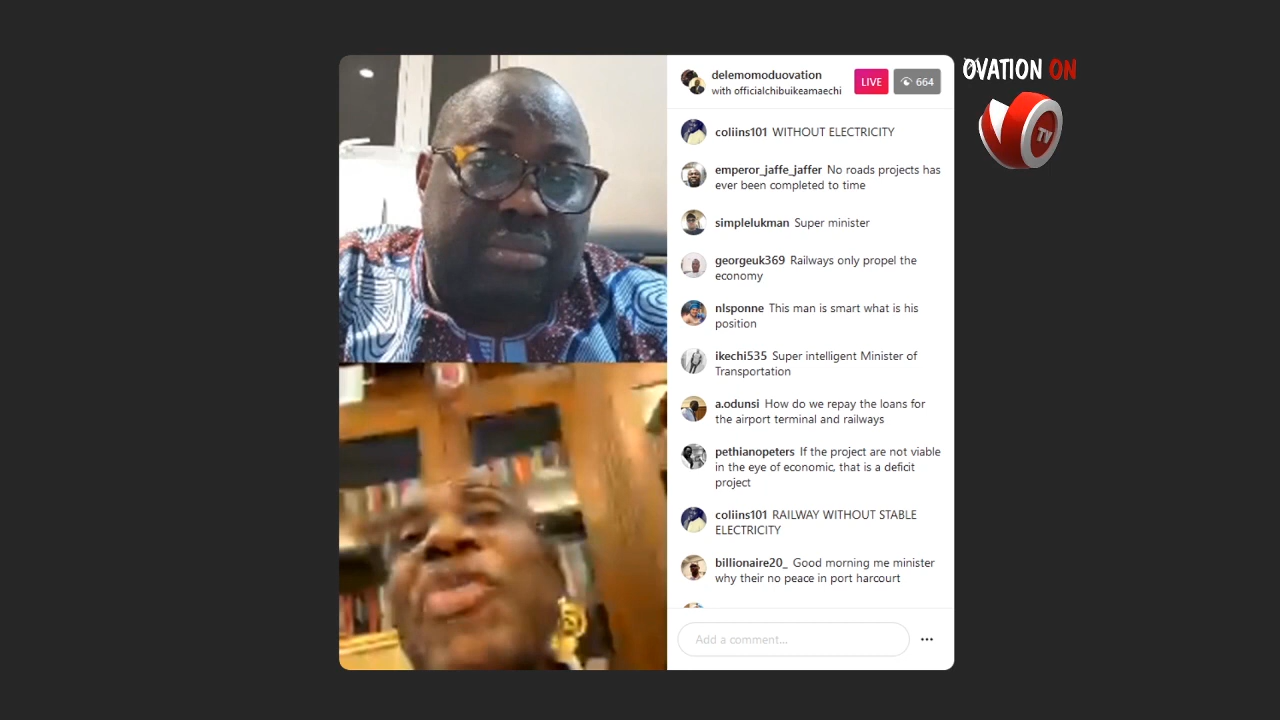 OVATION ON
TV
delemomoduovation
with officialchibuikeamaechi
LIVE
664
coliins101 WITHOUT ELECTRICITY
emperor_jaffe_jaffer No roads projects has
ever been completed to time
simplelukman Super minister
georgeuk369 Railways only propel the
economy
nlsponne This man is smart what is his
position
ikechi535 Super intelligent Minister of
Transportation
a.odunsi How do we repay the loans for
the airport terminal and railways
pethianopeters If the project are not viable
in the eye of economic, that is a deficit
project
coliins101 RAILWAY WITHOUT STABLE
ELECTRICITY
billionaire20_ Good morning me minister
why their no peace in port harcourt
Add a comment...